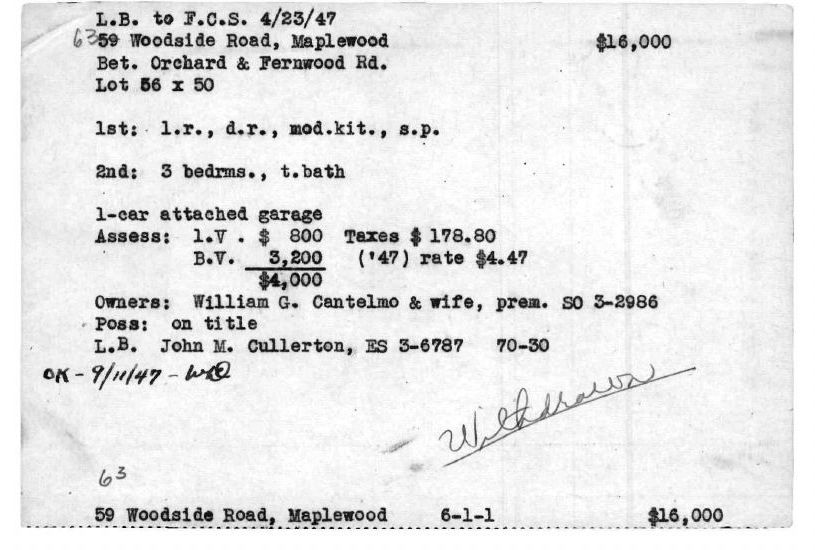 L.B. to F.C.S. 4/23/47
63 59 Woodside Road, Maplewood $16,000
Bet. Orchard & Fernwood Rd.
Lot 56 x 50
1st: l.r., d.r., mod.kit., s.p.
2nd: 3 bedrms., t.bath
1-car attached garage
Assess: l.V. $ 800 Taxes $ 178.80
B.V. 3,200 ('47) rate $4.47
$4,000
Owners: William G. Cantelmo & wife, prem. SO 3-2986
Poss: on title
L.B. John M. Cullerton, ES 3-6787 70-30
OK - 9/11/47 -
Withdrawn
63
59 Woodside Road, Maplewood 6-1-1 $16,000